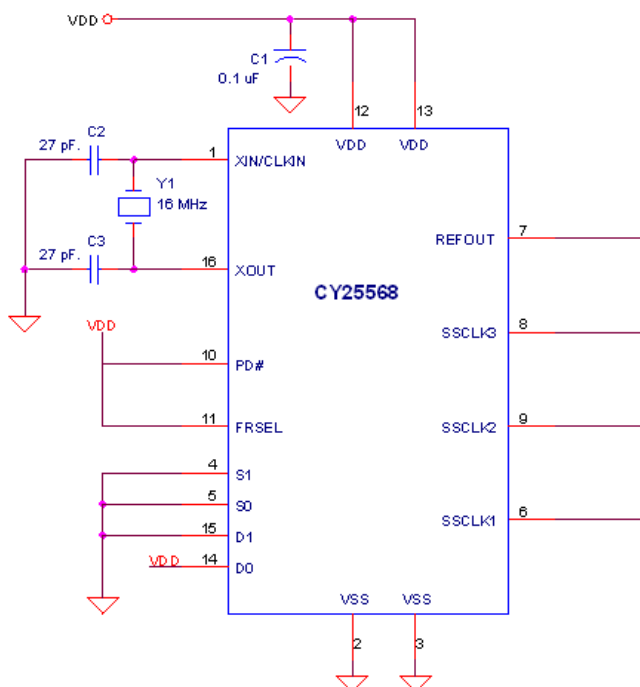 VDD
C1
0.1 uF
12
13
VDD
VDD
C2
27 pF.
1
XIN/CLKIN
Y1
16 MHz
C3
27 pF.
16
XOUT
CY25568
7
REFOUT
8
SSCLK3
9
SSCLK2
6
SSCLK1
VDD
10
PD#
11
FRSEL
4
S1
5
S0
15
D1
VDD
14
D0
VSS
VSS
2
3